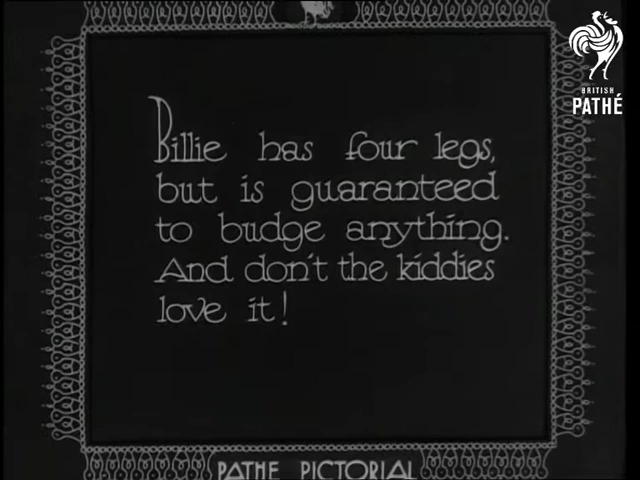 BRITISH
PATHÉ
Billie has four legs,
but is guaranteed
to budge anything.
And don't the kiddies
love it!
PATHE PICTORIAL